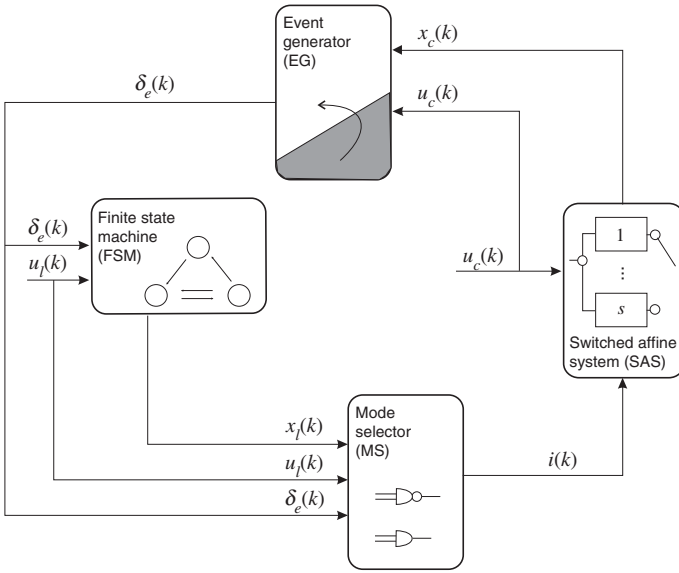 Event
generator
(EG)
x_c(k)
δ_e(k)
u_c(k)
Finite state
machine
(FSM)
δ_e(k)
u_l(k)
u_c(k)
1
⋮
s
Switched affine
system (SAS)
Mode
selector
(MS)
x_l(k)
u_l(k)
δ_e(k)
i(k)